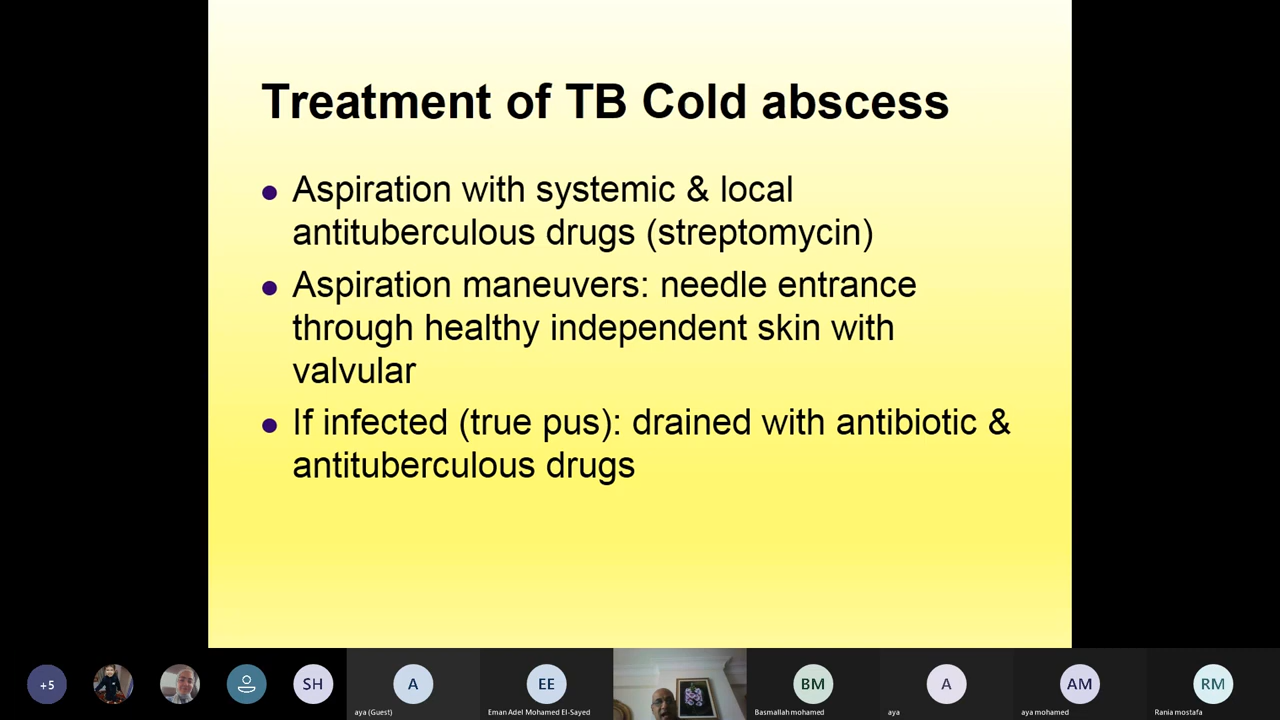 Treatment of TB Cold abscess
● Aspiration with systemic & local
antituberculous drugs (streptomycin)
● Aspiration maneuvers: needle entrance
through healthy independent skin with
valvular
● If infected (true pus): drained with antibiotic &
antituberculous drugs
+5
SH
A
EE
BM
A
AM
RM
aya (Guest)
Eman Adel Mohamed El-Sayed
Basmallah mohamed
aya
aya mohamed
Rania mostafa